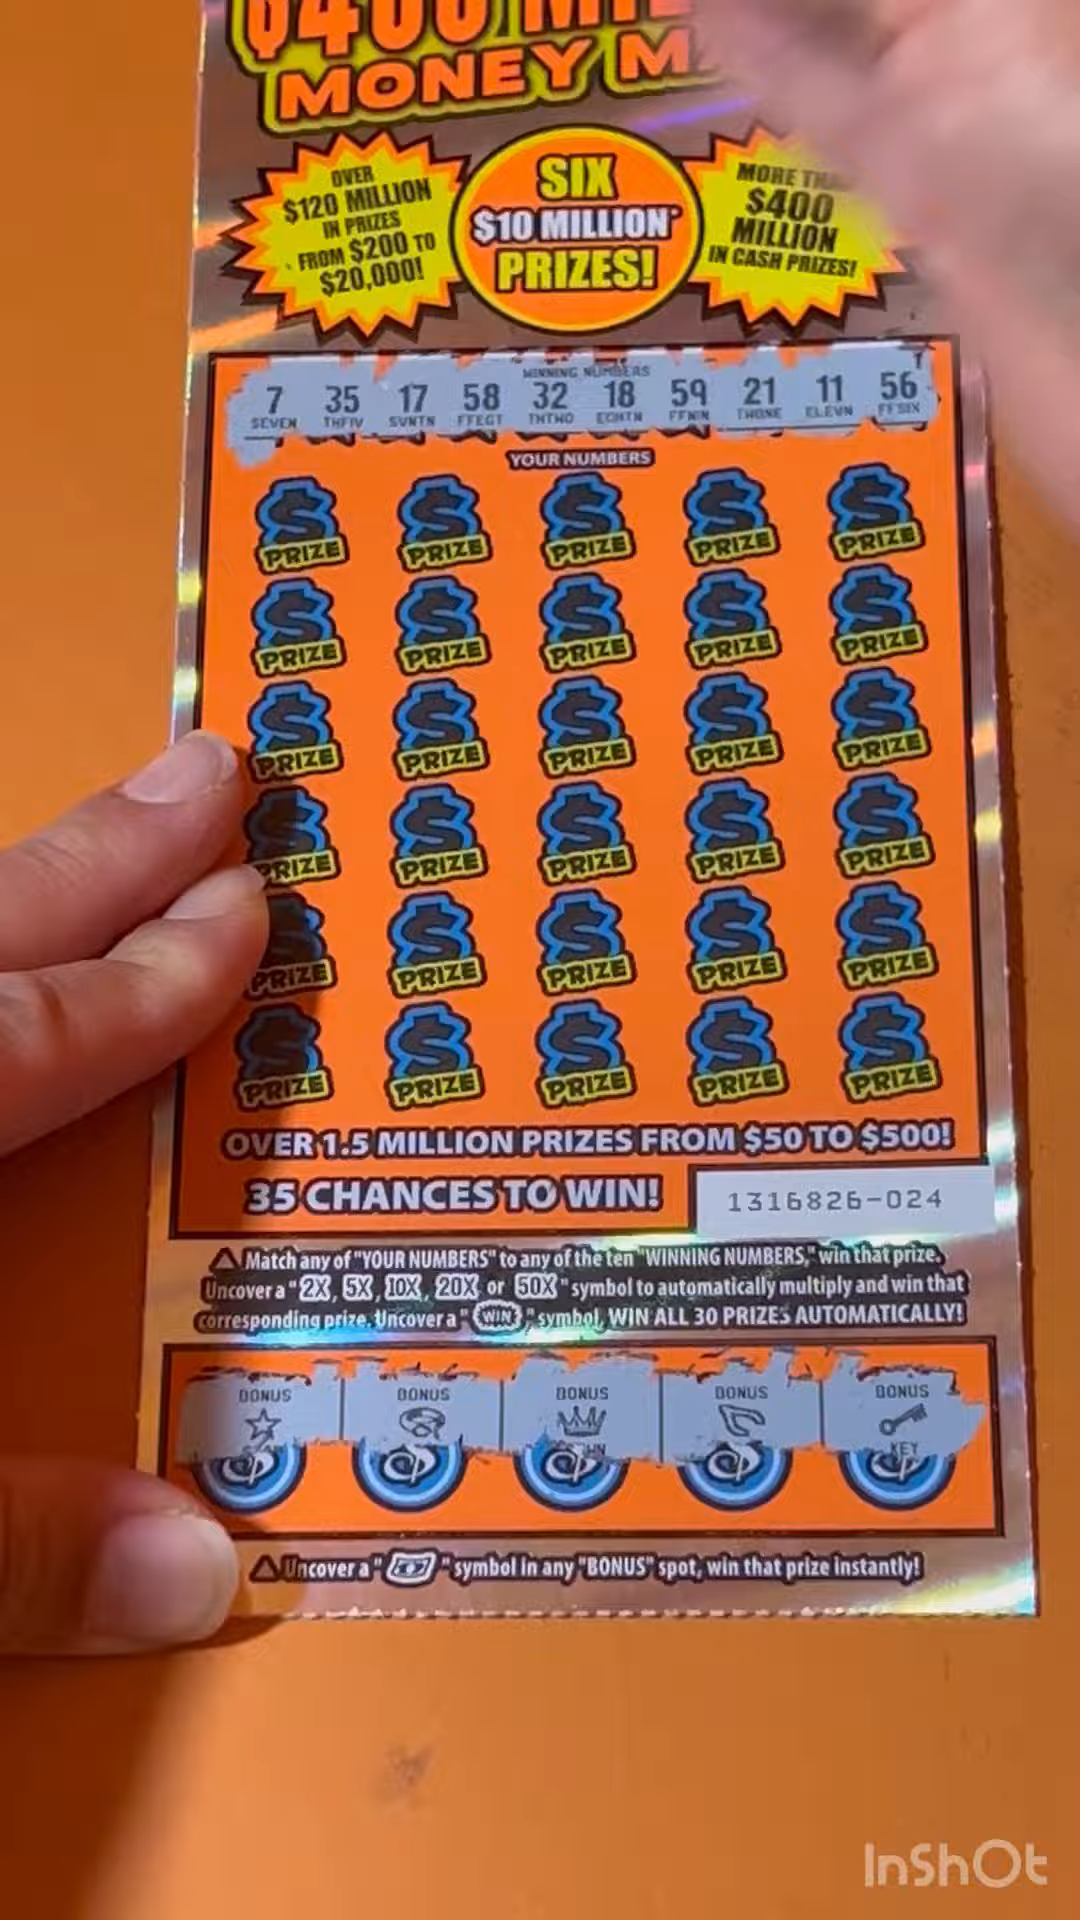 $400 MIL
MONEY M
OVER
$120 MILLION
IN PRIZES
FROM $200 TO
$20,000!
SIX
$10 MILLION*
PRIZES!
MORE THA
$400
MILLION
IN CASH PRIZES!
WINNING NUMBERS
7 35 17 58 32 18 59 21 11 56
SEVEN THFIV SVNTN FFEGT THTWO EGHTN FFNIN TWONE ELEVN FFSIX
YOUR NUMBERS
PRIZE PRIZE PRIZE PRIZE PRIZE
PRIZE PRIZE PRIZE PRIZE PRIZE
PRIZE PRIZE PRIZE PRIZE PRIZE
PRIZE PRIZE PRIZE PRIZE PRIZE
PRIZE PRIZE PRIZE PRIZE PRIZE
PRIZE PRIZE PRIZE PRIZE PRIZE
OVER 1.5 MILLION PRIZES FROM $50 TO $500!
35 CHANCES TO WIN!
1316826-024
Match any of "YOUR NUMBERS" to any of the ten "WINNING NUMBERS," win that prize.
Uncover a "2X, 5X, 10X, 20X or 50X" symbol to automatically multiply and win that
corresponding prize. Uncover a "WIN" symbol, WIN ALL 30 PRIZES AUTOMATICALLY!
BONUS BONUS BONUS BONUS BONUS
KEY
Uncover a " " symbol in any "BONUS" spot, win that prize instantly!
InShOt